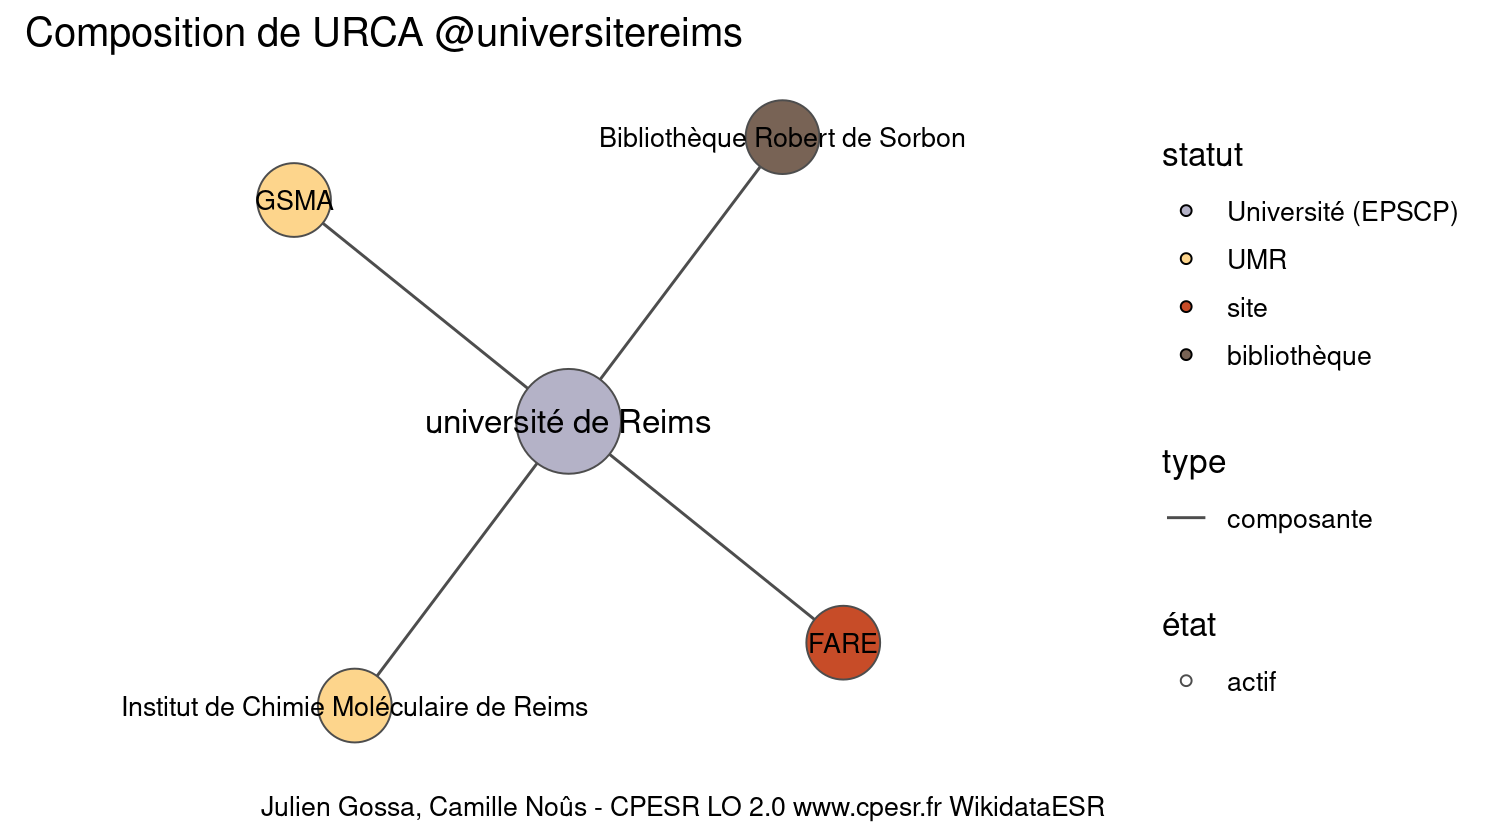 Composition de URCA @universitereims
Bibliothèque Robert de Sorbon
GSMA
université de Reims
FARE
Institut de Chimie Moléculaire de Reims
statut
Université (EPSCP)
UMR
site
bibliothèque
type
composante
état
actif
Julien Gossa, Camille Noûs - CPESR LO 2.0 www.cpesr.fr WikidataESR